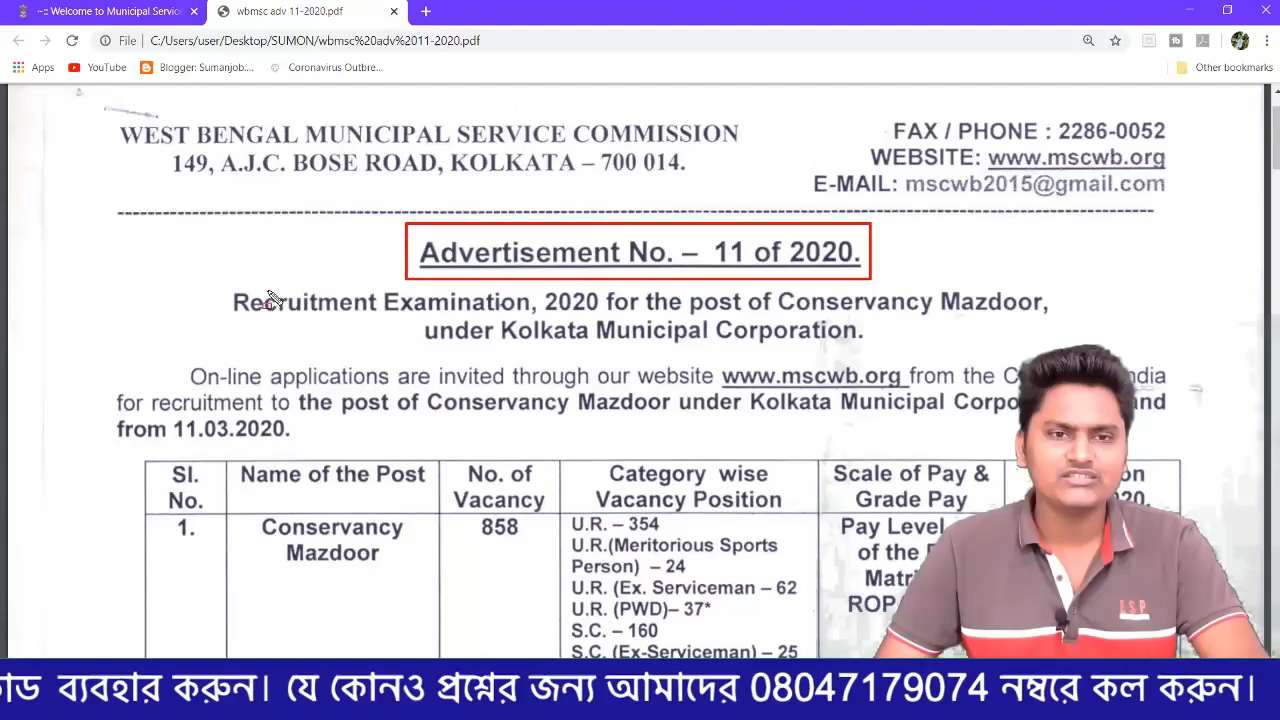 -:: Welcome to Municipal Service
wbmsc adv 11-2020.pdf
File | C:/Users/user/Desktop/SUMON/wbmsc%20adv%2011-2020.pdf
Apps YouTube Blogger: Sumanjob.... Coronavirus Outbre... Other bookmarks
WEST BENGAL MUNICIPAL SERVICE COMMISSION
149, A.J.C. BOSE ROAD, KOLKATA – 700 014.
FAX / PHONE : 2286-0052
WEBSITE: www.mscwb.org
E-MAIL: mscwb2015@gmail.com
Advertisement No. – 11 of 2020.
Recruitment Examination, 2020 for the post of Conservancy Mazdoor,
under Kolkata Municipal Corporation.
On-line applications are invited through our website www.mscwb.org from the
for recruitment to the post of Conservancy Mazdoor under Kolkata Municipal and
from 11.03.2020.
Sl. No.
Name of the Post
No. of Vacancy
Category wise Vacancy Position
Scale of Pay & Grade Pay
1.
Conservancy Mazdoor
858
U.R. – 354
U.R.(Meritorious Sports
Person) – 24
U.R. (Ex. Serviceman – 62
U.R. (PWD)– 37*
S.C. – 160
S.C. (Ex-Serviceman) – 25
Pay Level
of the
ESP
ব্যবহার করুন। যে কোনও প্রশ্নের জন্য আমাদের 08047179074 নম্বরে কল করুন।